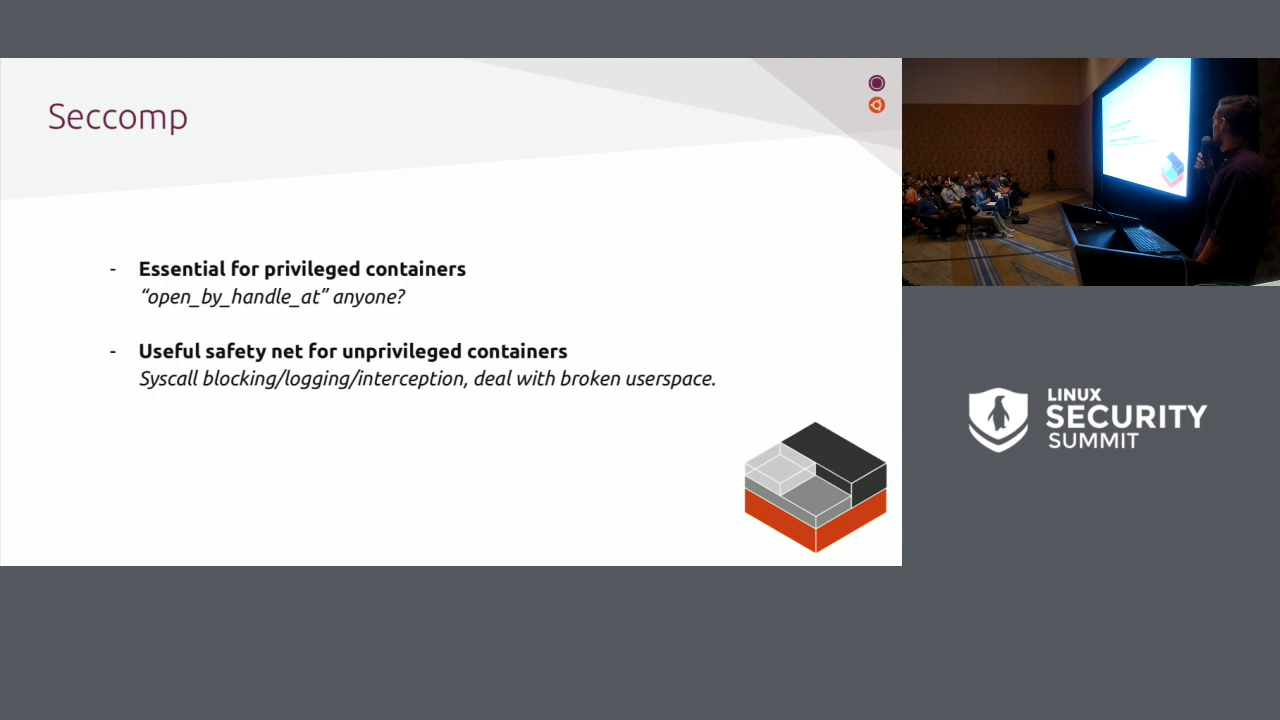 Seccomp
- Essential for privileged containers
“open_by_handle_at” anyone?
- Useful safety net for unprivileged containers
Syscall blocking/logging/interception, deal with broken userspace.
LINUX
SECURITY
SUMMIT